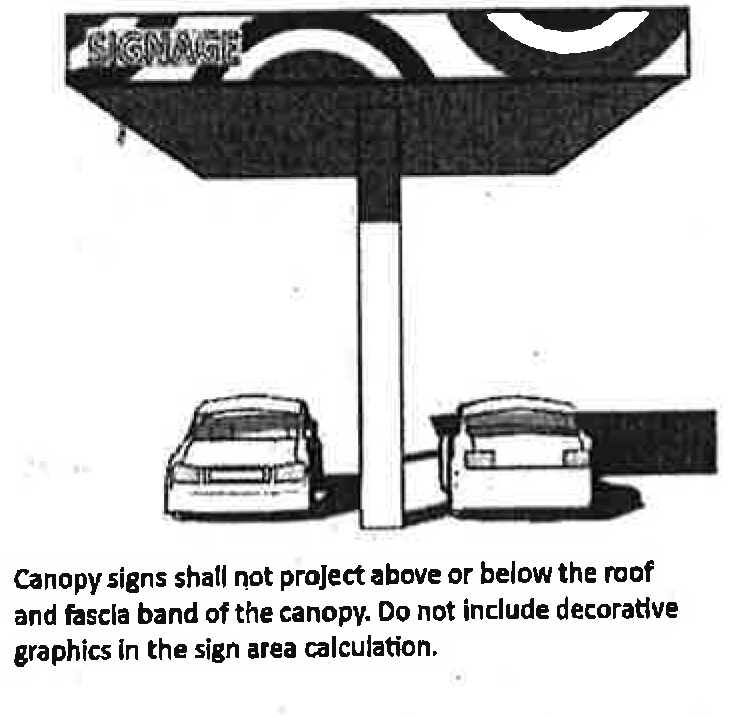 SIGNAGE
Canopy signs shall not project above or below the roof
and fascia band of the canopy. Do not include decorative
graphics in the sign area calculation.